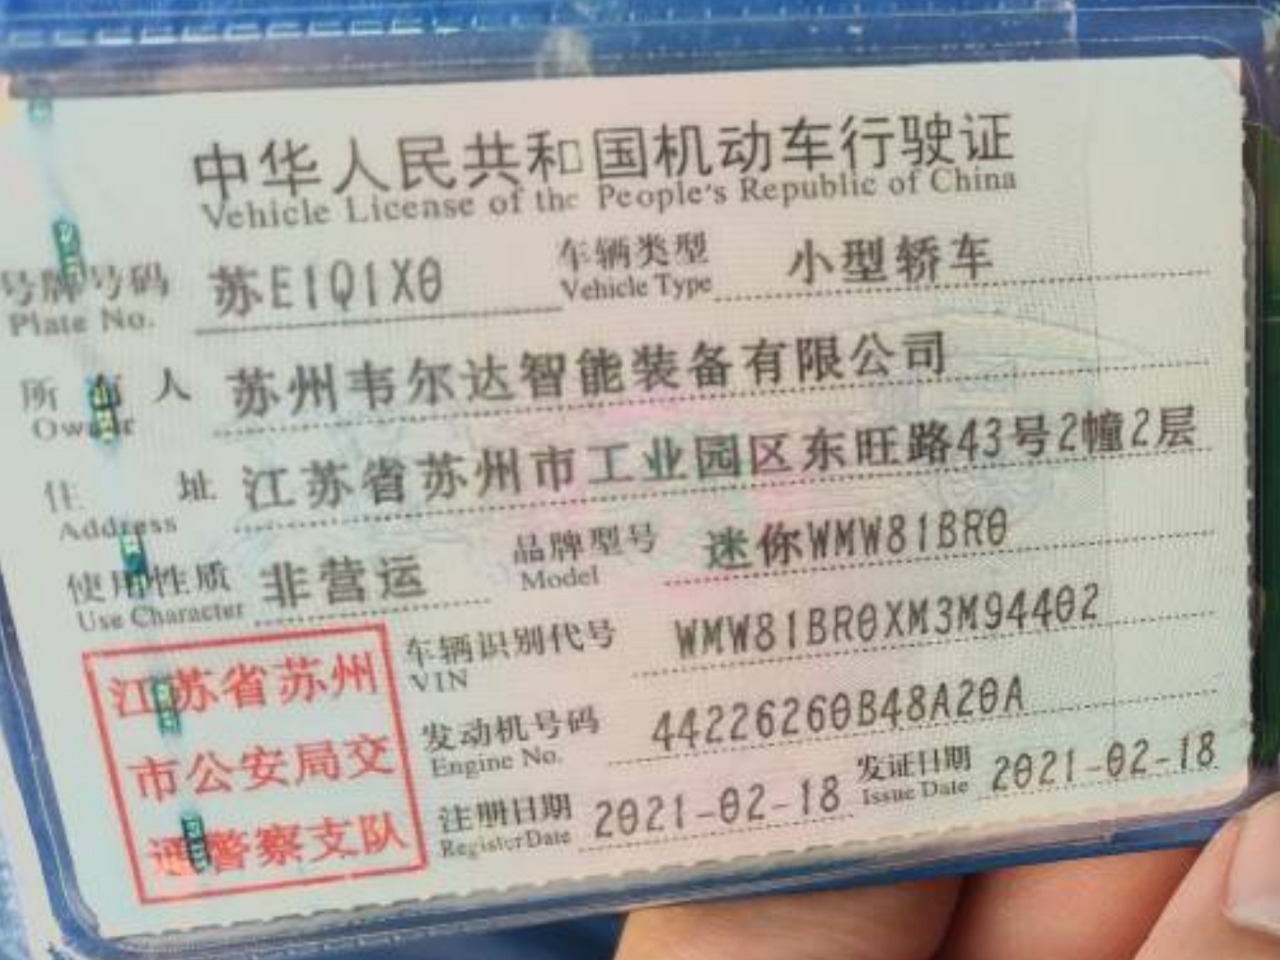 中华人民共和国机动车行驶证
Vehicle License of the People's Republic of China
号牌号码 苏E1Q1X0 车辆类型 小型轿车
Plate No. Vehicle Type
所有人 苏州韦尔达智能装备有限公司
Owner
住址 江苏省苏州市工业园区东旺路43号2幢2层
Address
使用性质 非营运 品牌型号 迷你WMW81BR0
Use Character Model
车辆识别代号 WMW81BR0XM3M94402
VIN
发动机号码 44226260B48A20A
Engine No.
注册日期 2021-02-18 发证日期 2021-02-18
Register Date Issue Date
江苏省苏州
市公安局交
通警察支队